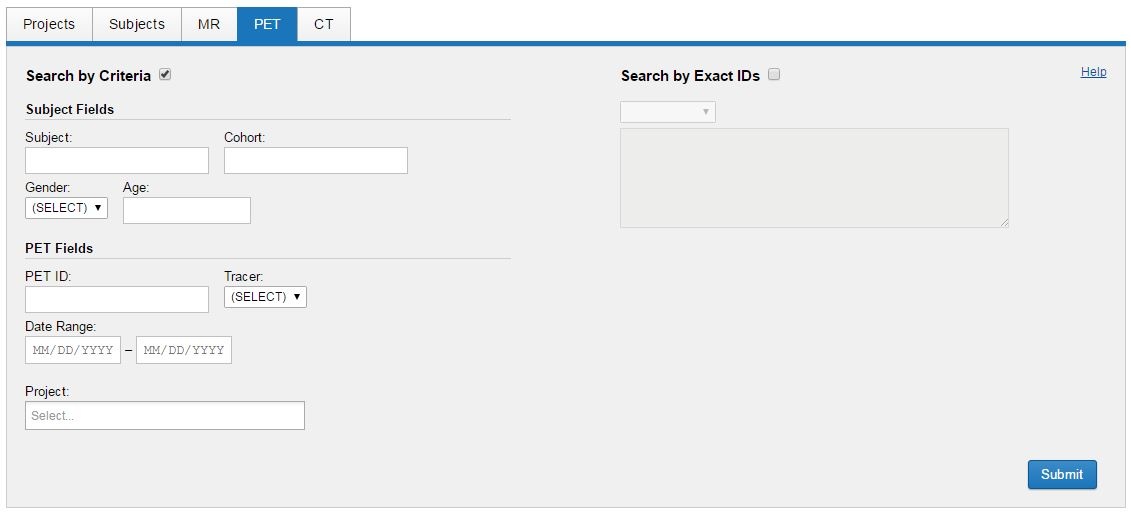 Projects Subjects MR PET CT
Search by Criteria
Search by Exact IDs
Help
Subject Fields
Subject: Cohort:
Gender: Age:
(SELECT)
PET Fields
PET ID: Tracer:
(SELECT)
Date Range:
MM/DD/YYYY – MM/DD/YYYY
Project:
Select...
Submit